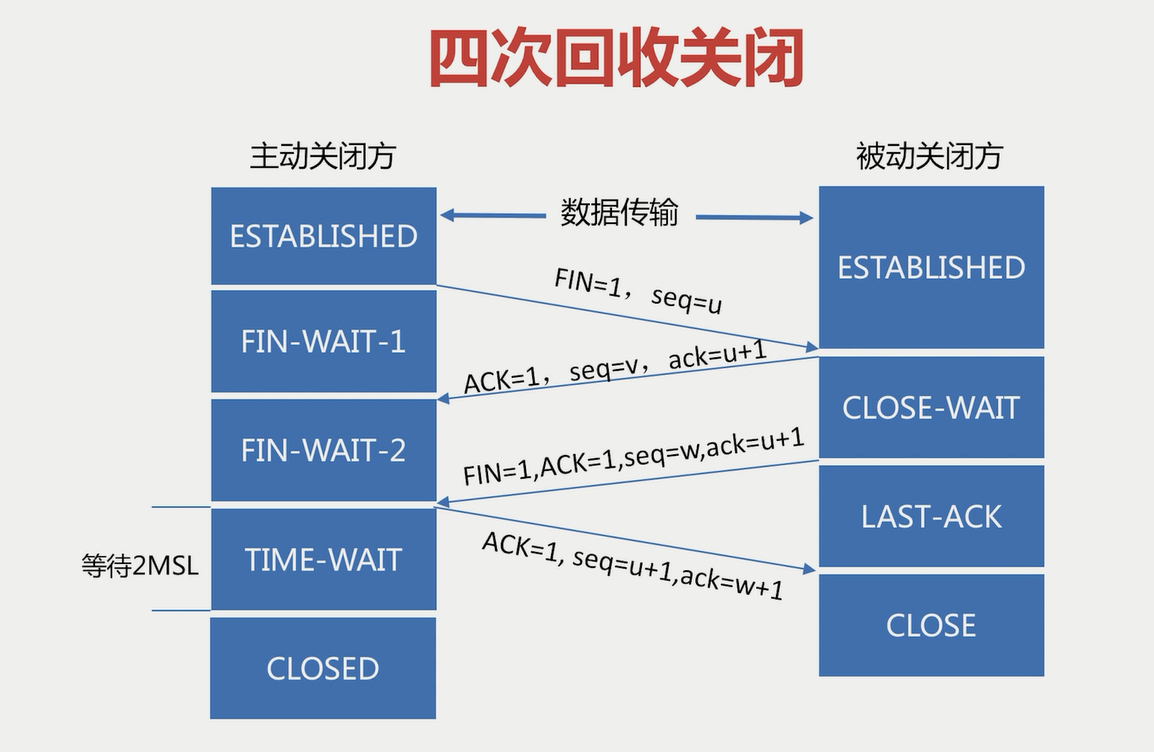 四次回收关闭
主动关闭方
被动关闭方
ESTABLISHED
数据传输
ESTABLISHED
FIN=1，seq=u
FIN-WAIT-1
ACK=1，seq=v，ack=u+1
CLOSE-WAIT
FIN-WAIT-2
FIN=1,ACK=1,seq=w,ack=u+1
LAST-ACK
等待2MSL
TIME-WAIT
ACK=1, seq=u+1,ack=w+1
CLOSE
CLOSED